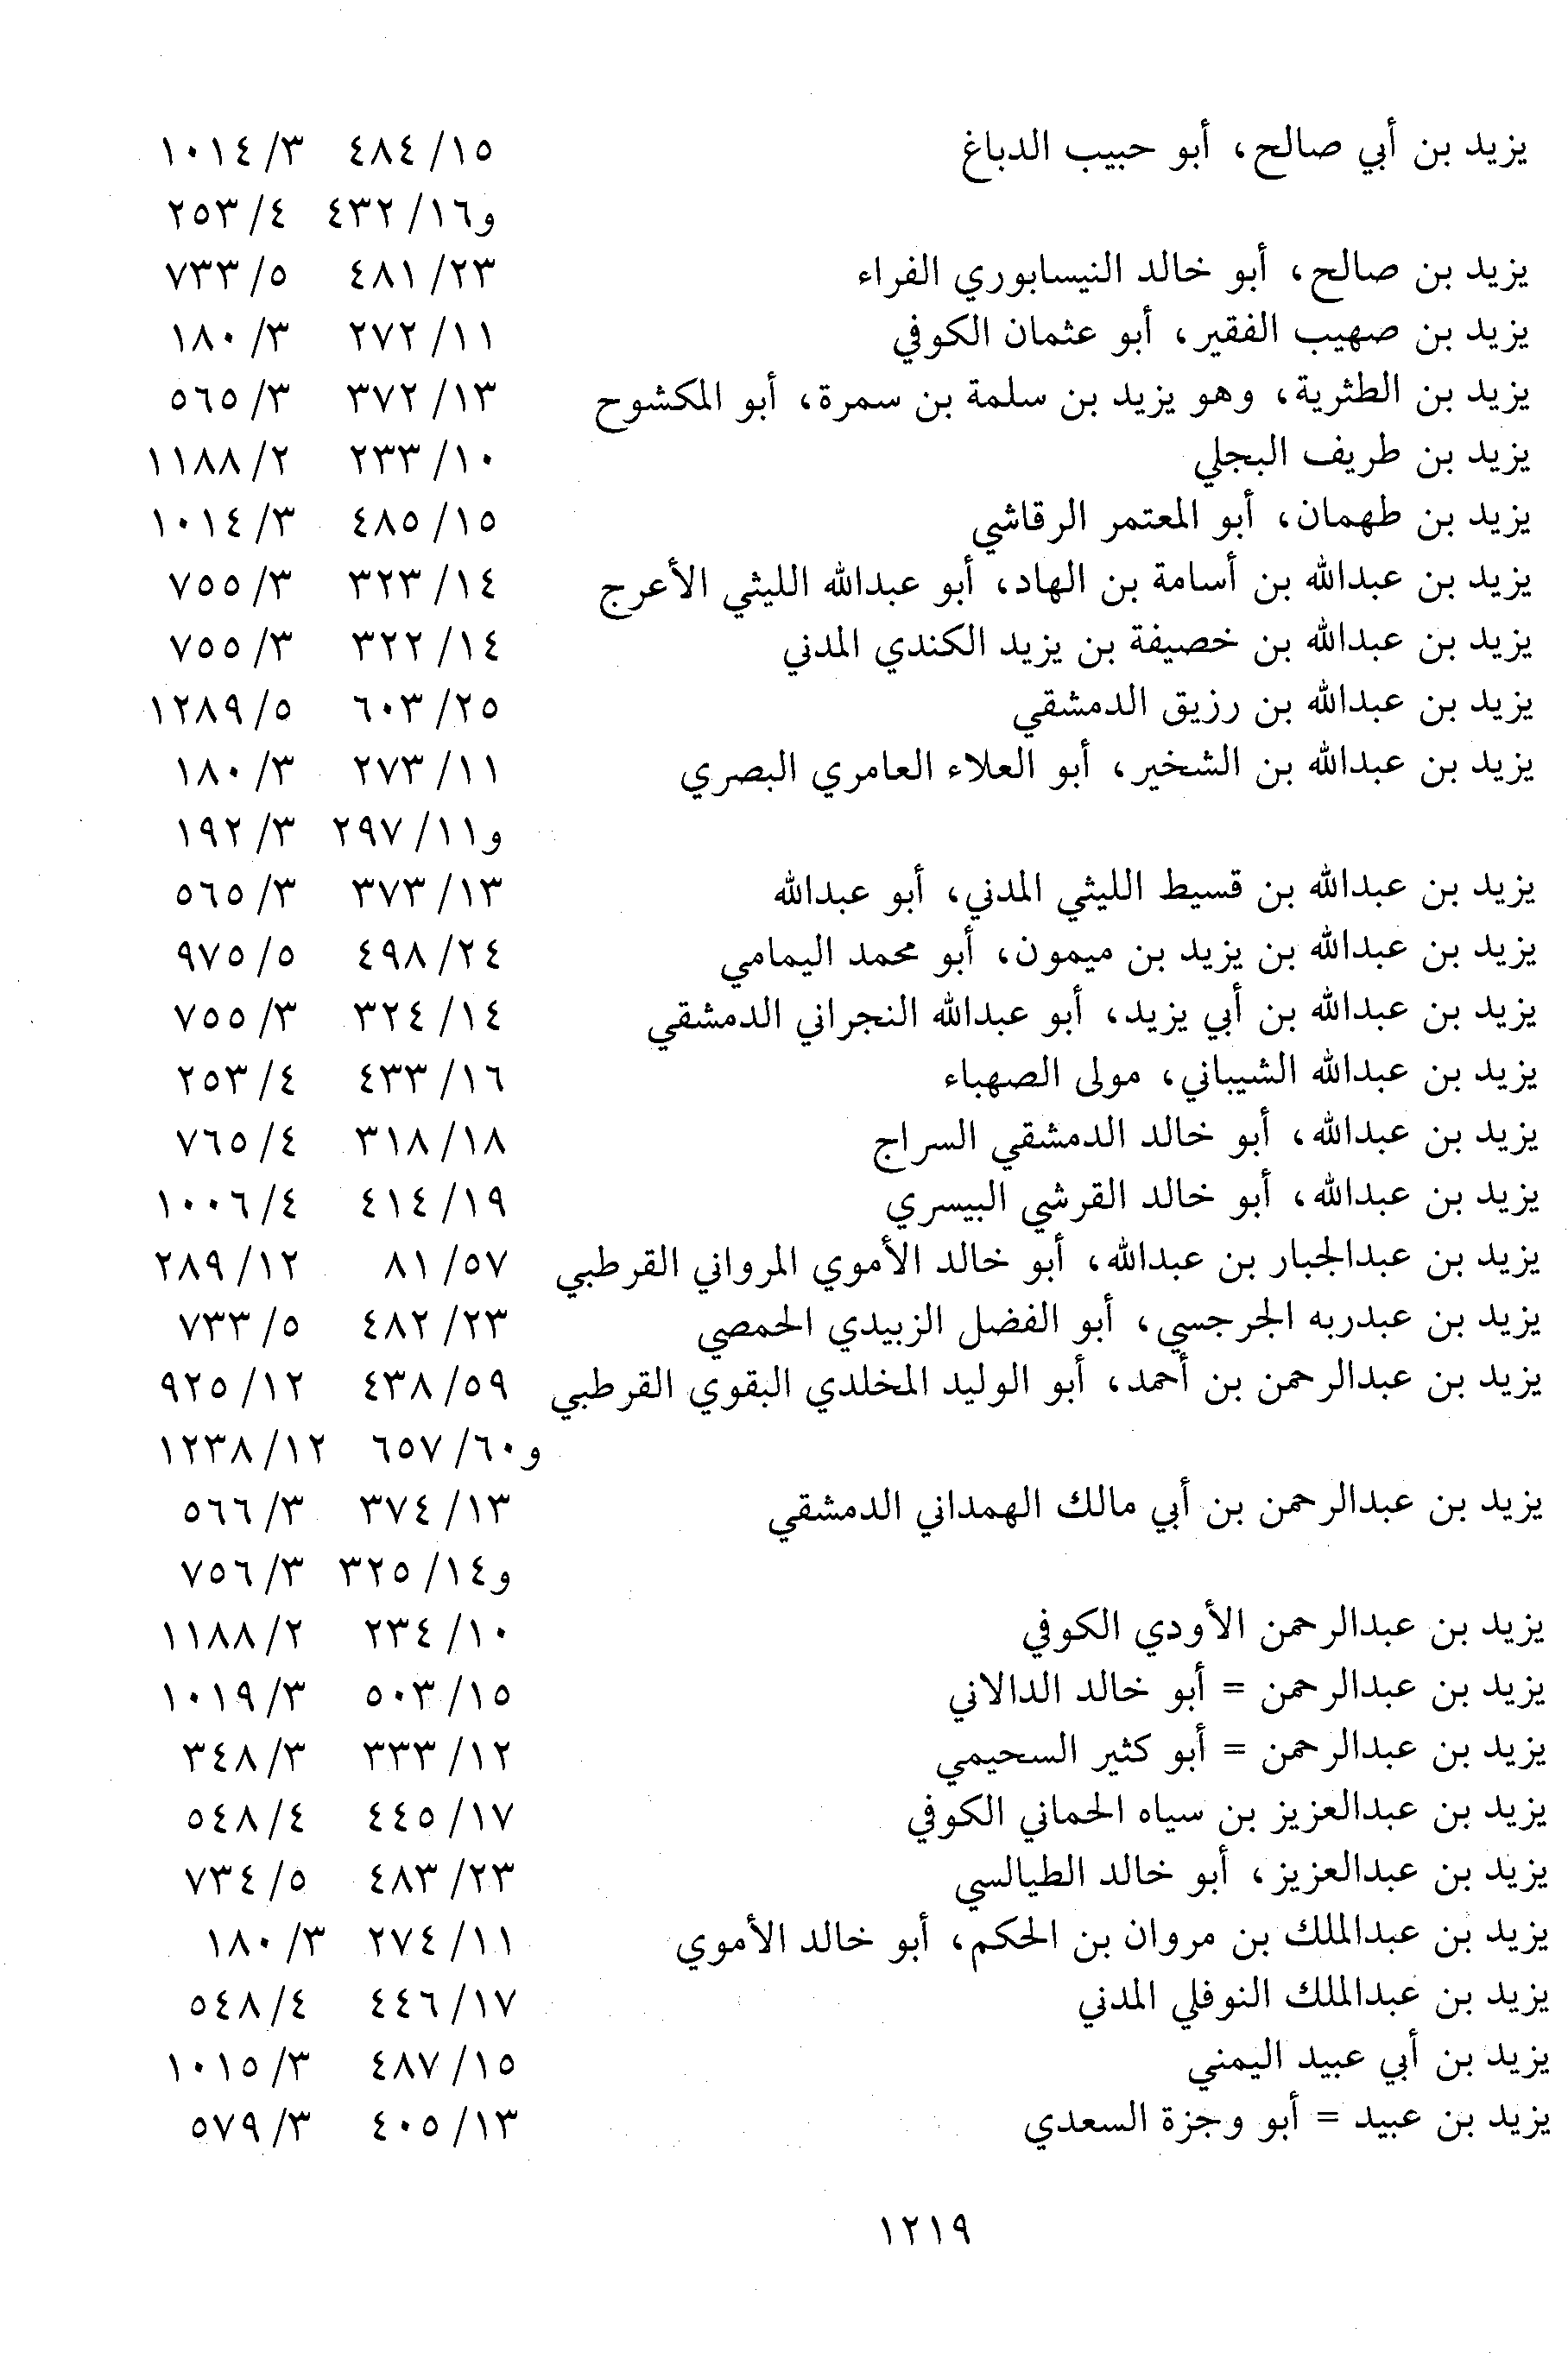 يزيد بن أبي صالح، أبو حبيب الدباغ ١٥/ ٤٨٤ ٣/ ١٠١٤
و١٦/ ٤٣٢ ٤/ ٢٥٣
يزيد بن صالح، أبو خالد النيسابوري الفراء ٢٣/ ٤٨١ ٥/ ٧٣٣
يزيد بن صهيب الفقير، أبو عثمان الكوفي ١١/ ٢٧٢ ٣/ ١٨٠
يزيد بن الطثرية، وهو يزيد بن سلمة بن سمرة، أبو المكشوح ١٣/ ٣٧٢ ٣/ ٥٦٥
يزيد بن طريف البجلي ١٠/ ٢٣٣ ٢/ ١١٨٨
يزيد بن طهمان، أبو المعتمر الرقاشي ١٥/ ٤٨٥ ٣/ ١٠١٤
يزيد بن عبدالله بن أسامة بن الهاد، أبو عبدالله الليثي الأعرج ١٤/ ٣٢٣ ٣/ ٧٥٥
يزيد بن عبدالله بن خصيفة بن يزيد الكندي المدني ١٤/ ٣٢٢ ٣/ ٧٥٥
يزيد بن عبدالله بن رزيق الدمشقي ٢٥/ ٦٠٣ ٥/ ١٢٨٩
يزيد بن عبدالله بن الشخير، أبو العلاء العامري البصري ١١/ ٢٧٣ ٣/ ١٨٠
و١١/ ٢٩٧ ٣/ ١٩٢
يزيد بن عبدالله بن قسيط الليثي المدني، أبو عبدالله ١٣/ ٣٧٣ ٣/ ٥٦٥
يزيد بن عبدالله بن يزيد بن ميمون، أبو محمد اليمامي ٢٤/ ٤٩٨ ٥/ ٩٧٥
يزيد بن عبدالله بن أبي يزيد، أبو عبدالله النجراني الدمشقي ١٤/ ٣٢٤ ٣/ ٧٥٥
يزيد بن عبدالله الشيباني، مولى الصهباء ١٦/ ٤٣٣ ٤/ ٢٥٣
يزيد بن عبدالله، أبو خالد الدمشقي السراج ١٨/ ٣١٨ ٤/ ٧٦٥
يزيد بن عبدالله، أبو خالد القرشي البيسري ١٩/ ٤١٤ ٤/ ١٠٠٦
يزيد بن عبدالجبار بن عبدالله، أبو خالد الأموي المرواني القرطبي ٥٧/ ٨١ ١٢/ ٢٨٩
يزيد بن عبدربه الجرجسي، أبو الفضل الزبيدي الحمصي ٢٣/ ٤٨٢ ٥/ ٧٣٣
يزيد بن عبدالرحمن بن أحمد، أبو الوليد المخلدي البقوي القرطبي ٥٩/ ٤٣٨ ١٢/ ٩٢٥
و٦٠/ ٦٥٧ ١٢/ ١٢٣٨
يزيد بن عبدالرحمن بن أبي مالك الهمداني الدمشقي ١٣/ ٣٧٤ ٣/ ٥٦٦
و١٤/ ٣٢٥ ٣/ ٧٥٦
يزيد بن عبدالرحمن الأودي الكوفي ١٠/ ٢٣٤ ٢/ ١١٨٨
يزيد بن عبدالرحمن = أبو خالد الدالاني ١٥/ ٥٠٣ ٣/ ١٠١٩
يزيد بن عبدالرحمن = أبو كثير السحيمي ١٢/ ٣٣٣ ٣/ ٣٤٨
يزيد بن عبدالعزيز بن سياه الحماني الكوفي ١٧/ ٤٤٥ ٤/ ٥٤٨
يزيد بن عبدالعزيز، أبو خالد الطيالسي ٢٣/ ٤٨٣ ٥/ ٧٣٤
يزيد بن عبدالملك بن مروان بن الحكم، أبو خالد الأموي ١١/ ٢٧٤ ٣/ ١٨٠
يزيد بن عبدالملك النوفلي المدني ١٧/ ٤٤٦ ٤/ ٥٤٨
يزيد بن أبي عبيد اليمني ١٥/ ٤٨٧ ٣/ ١٠١٥
يزيد بن عبيد = أبو وجزة السعدي ١٣/ ٤٠٥ ٣/ ٥٧٩
١٢١٩